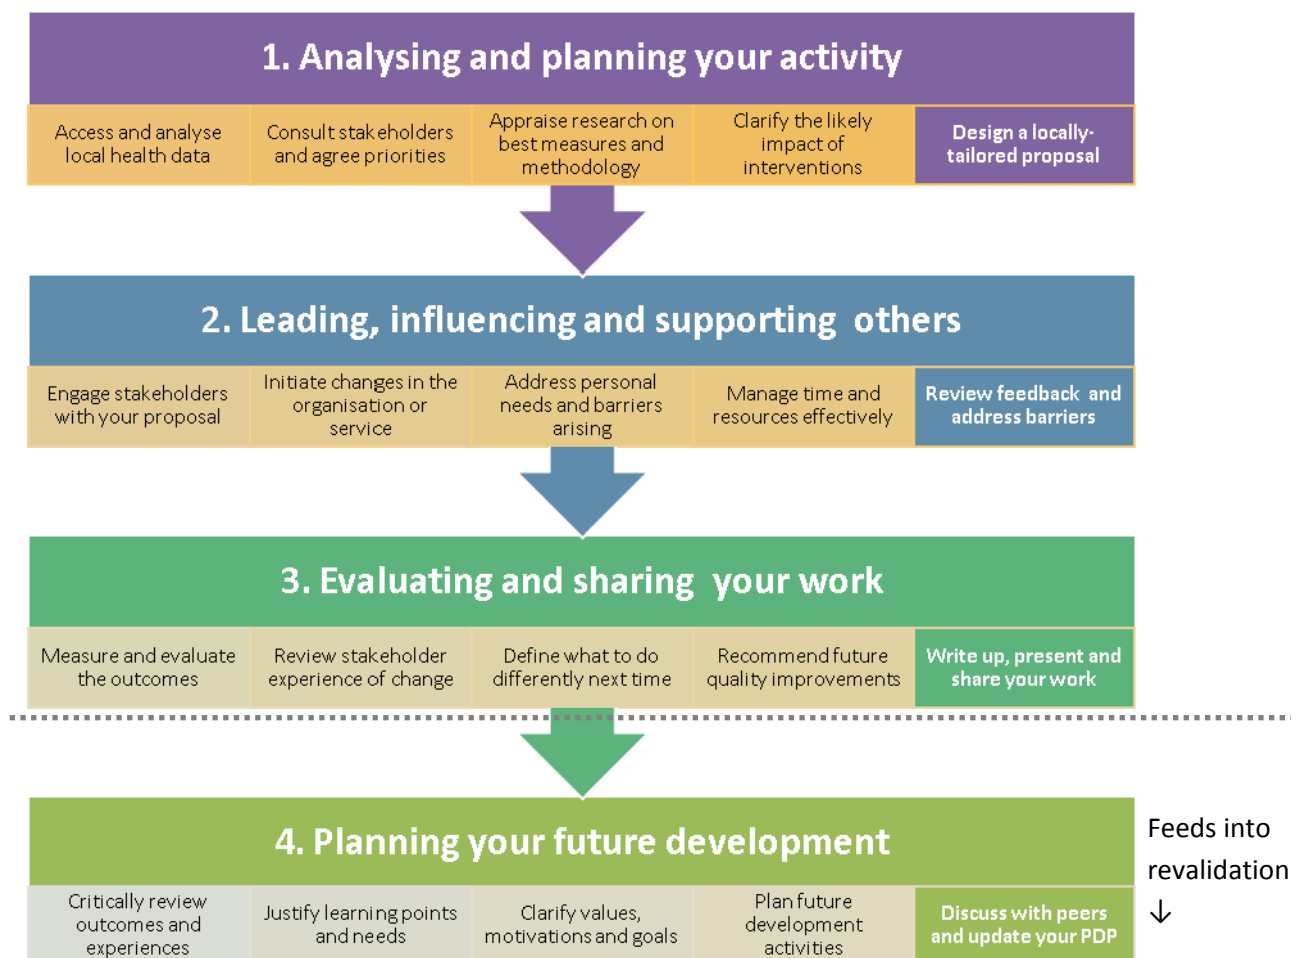 1. Analysing and planning your activity
Access and analyse
local health data
Consult stakeholders
and agree priorities
Appraise research on
best measures and
methodology
Clarify the likely
impact of
interventions
Design a locally-
tailored proposal
2. Leading, influencing and supporting others
Engage stakeholders
with your proposal
Initiate changes in the
organisation or
service
Address personal
needs and barriers
arising
Manage time and
resources effectively
Review feedback and
address barriers
3. Evaluating and sharing your work
Measure and evaluate
the outcomes
Review stakeholder
experience of change
Define what to do
differently next time
Recommend future
quality improvements
Write up, present and
share your work
4. Planning your future development
Critically review
outcomes and
experiences
Justify learning points
and needs
Clarify values,
motivations and goals
Plan future
development
activities
Discuss with peers
and update your PDP
Feeds into
revalidation
↓